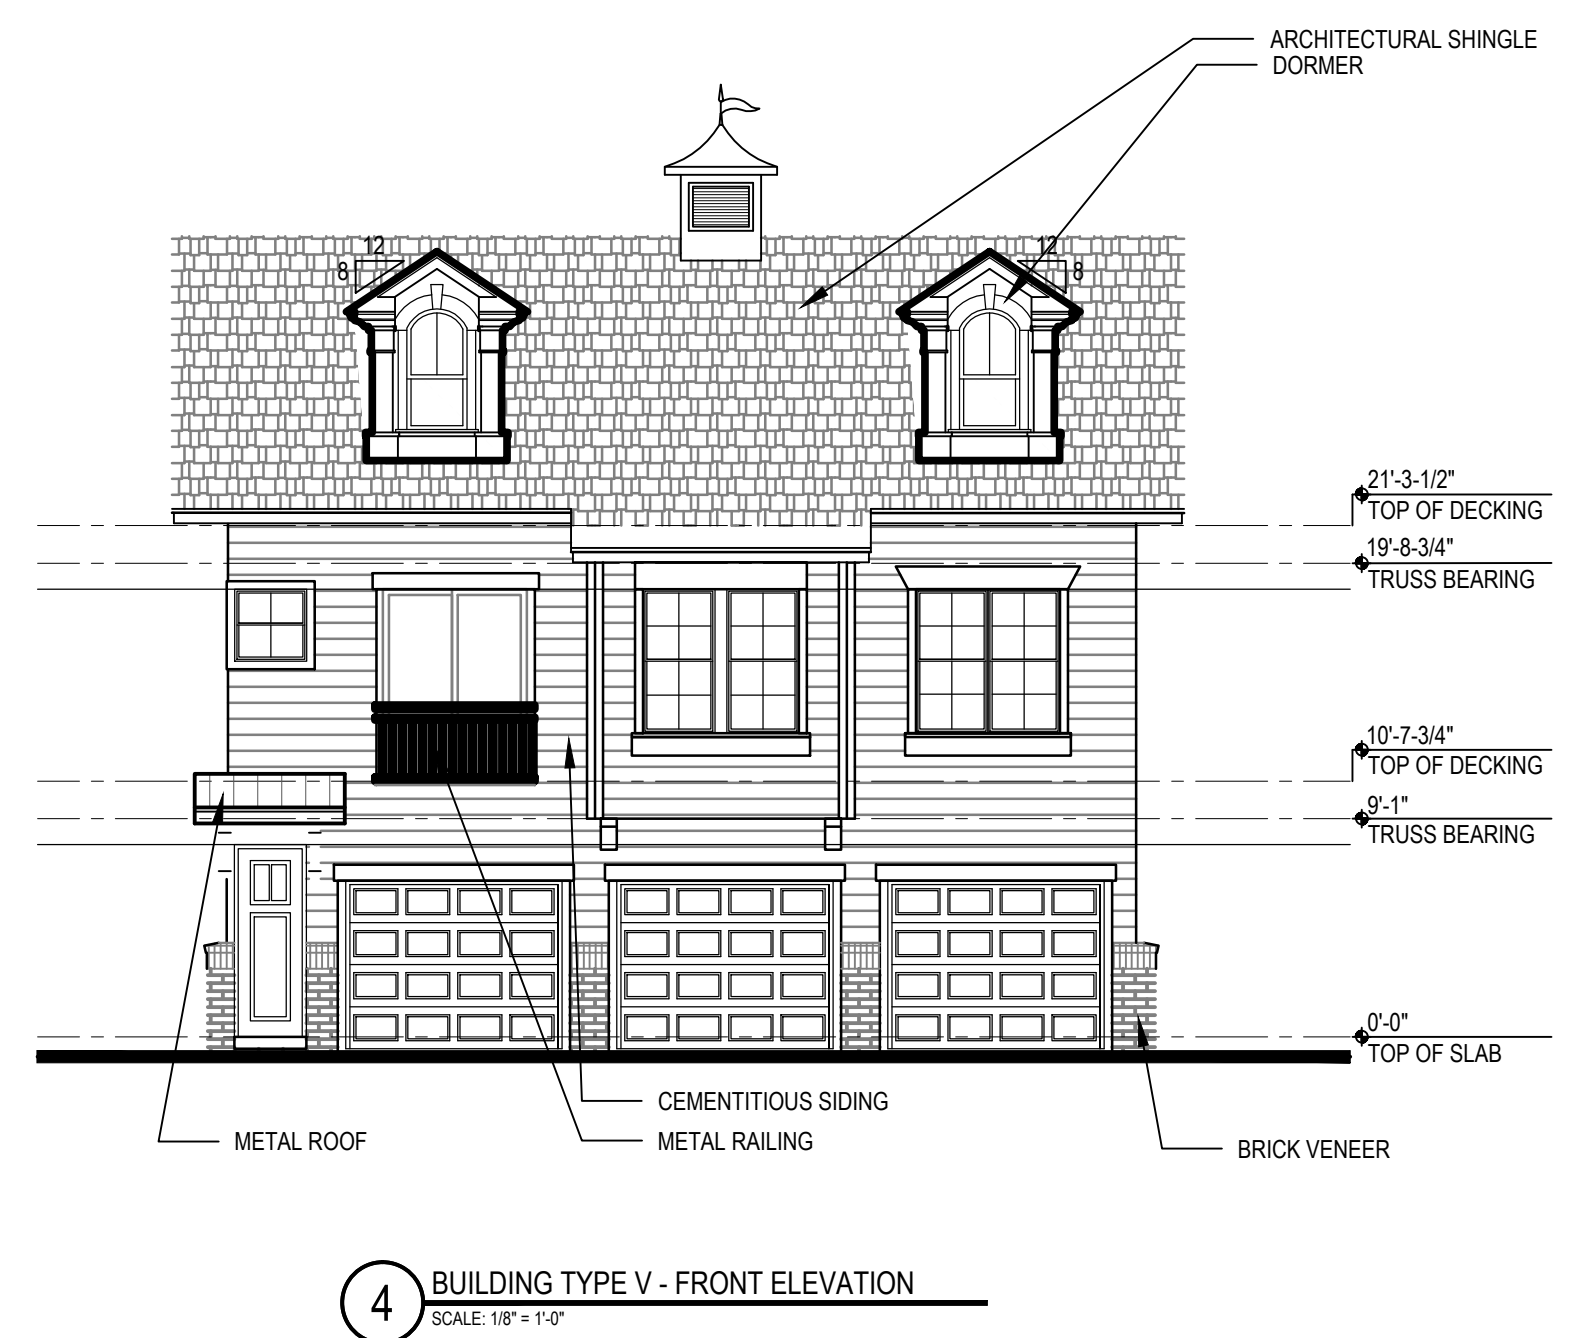 ARCHITECTURAL SHINGLE
DORMER
12
8
12
8
21'-3-1/2"
TOP OF DECKING
19'-8-3/4"
TRUSS BEARING
10'-7-3/4"
TOP OF DECKING
9'-1"
TRUSS BEARING
0'-0"
TOP OF SLAB
CEMENTITIOUS SIDING
METAL ROOF
METAL RAILING
BRICK VENEER
4
BUILDING TYPE V - FRONT ELEVATION
SCALE: 1/8" = 1'-0"